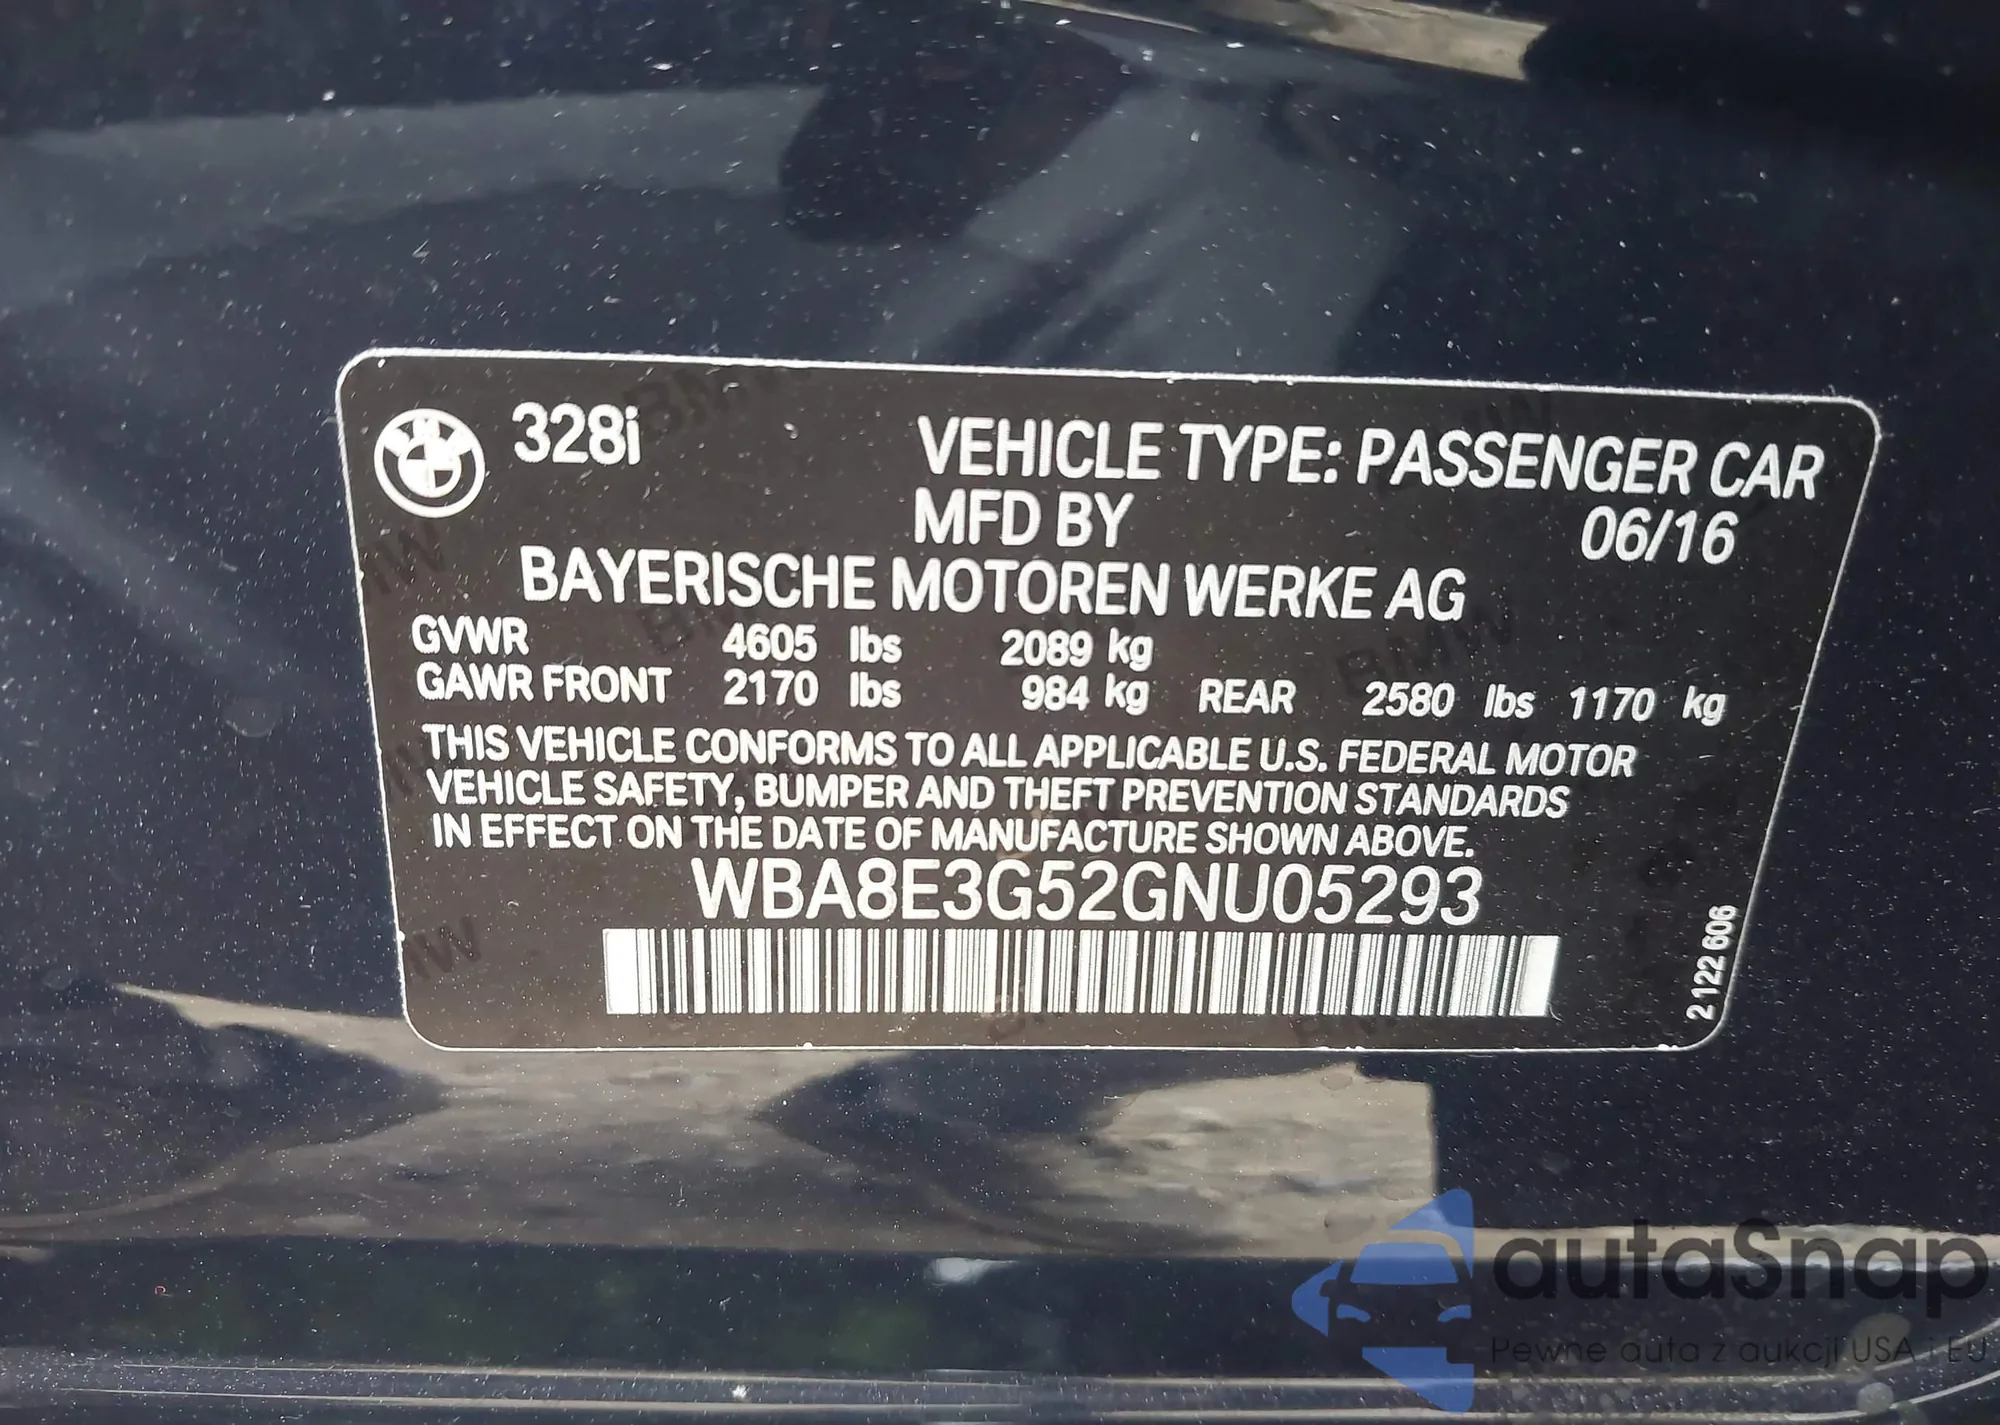 328i
VEHICLE TYPE: PASSENGER CAR
MFD BY 06/16
BAYERISCHE MOTOREN WERKE AG
GVWR 4605 lbs 2089 kg
GAWR FRONT 2170 lbs 984 kg REAR 2580 lbs 1170 kg
THIS VEHICLE CONFORMS TO ALL APPLICABLE U.S. FEDERAL MOTOR
VEHICLE SAFETY, BUMPER AND THEFT PREVENTION STANDARDS
IN EFFECT ON THE DATE OF MANUFACTURE SHOWN ABOVE.
WBA8E3G52GNU05293
2 122 606
autaSnap
Pewne auta z aukcji USA i EU